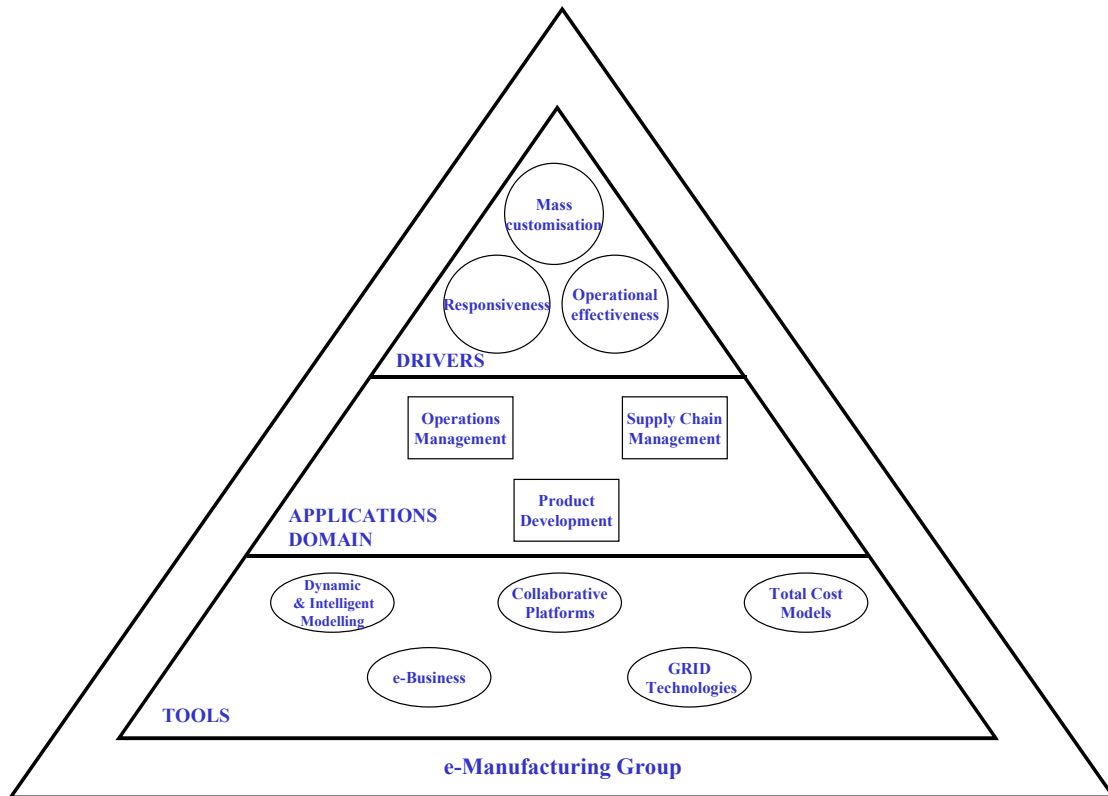 Mass
customisation
Responsiveness
Operational
effectiveness
DRIVERS
Operations
Management
Supply Chain
Management
Product
Development
APPLICATIONS
DOMAIN
Dynamic
& Intelligent
Modelling
Collaborative
Platforms
Total Cost
Models
e-Business
GRID
Technologies
TOOLS
e-Manufacturing Group